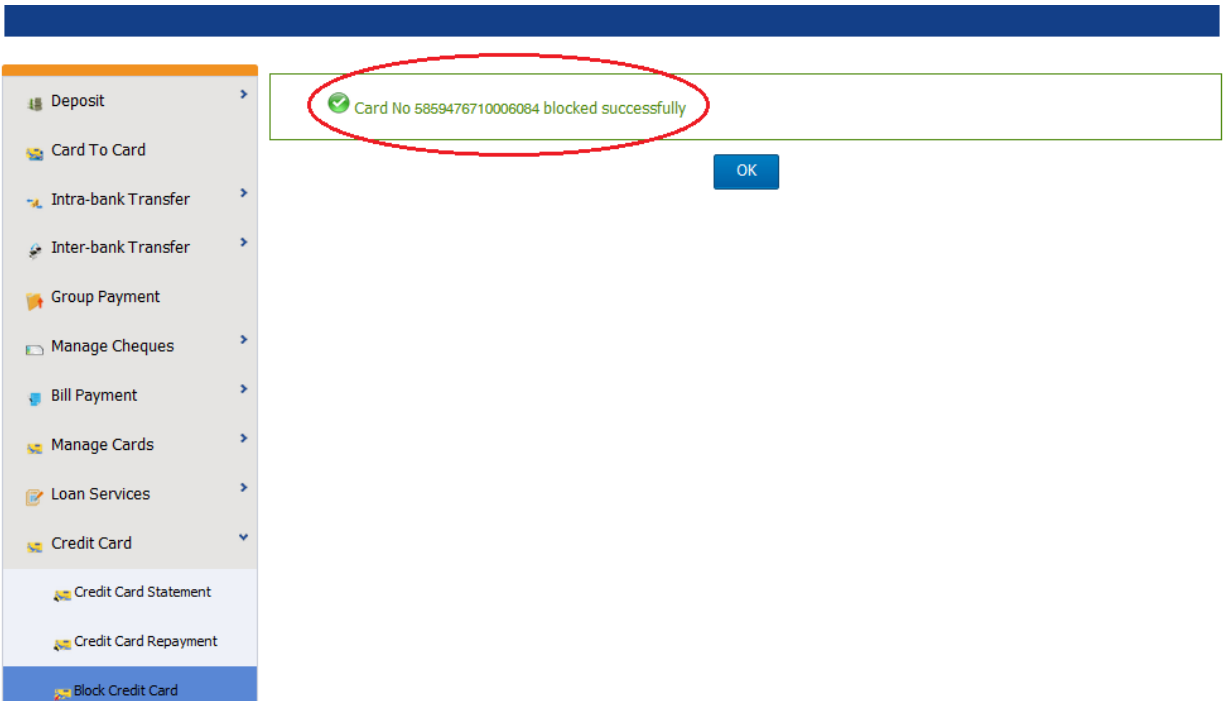 Deposit
Card To Card
Intra-bank Transfer
Inter-bank Transfer
Group Payment
Manage Cheques
Bill Payment
Manage Cards
Loan Services
Credit Card
Credit Card Statement
Credit Card Repayment
Block Credit Card
Card No 5859476710006084 blocked successfully
OK